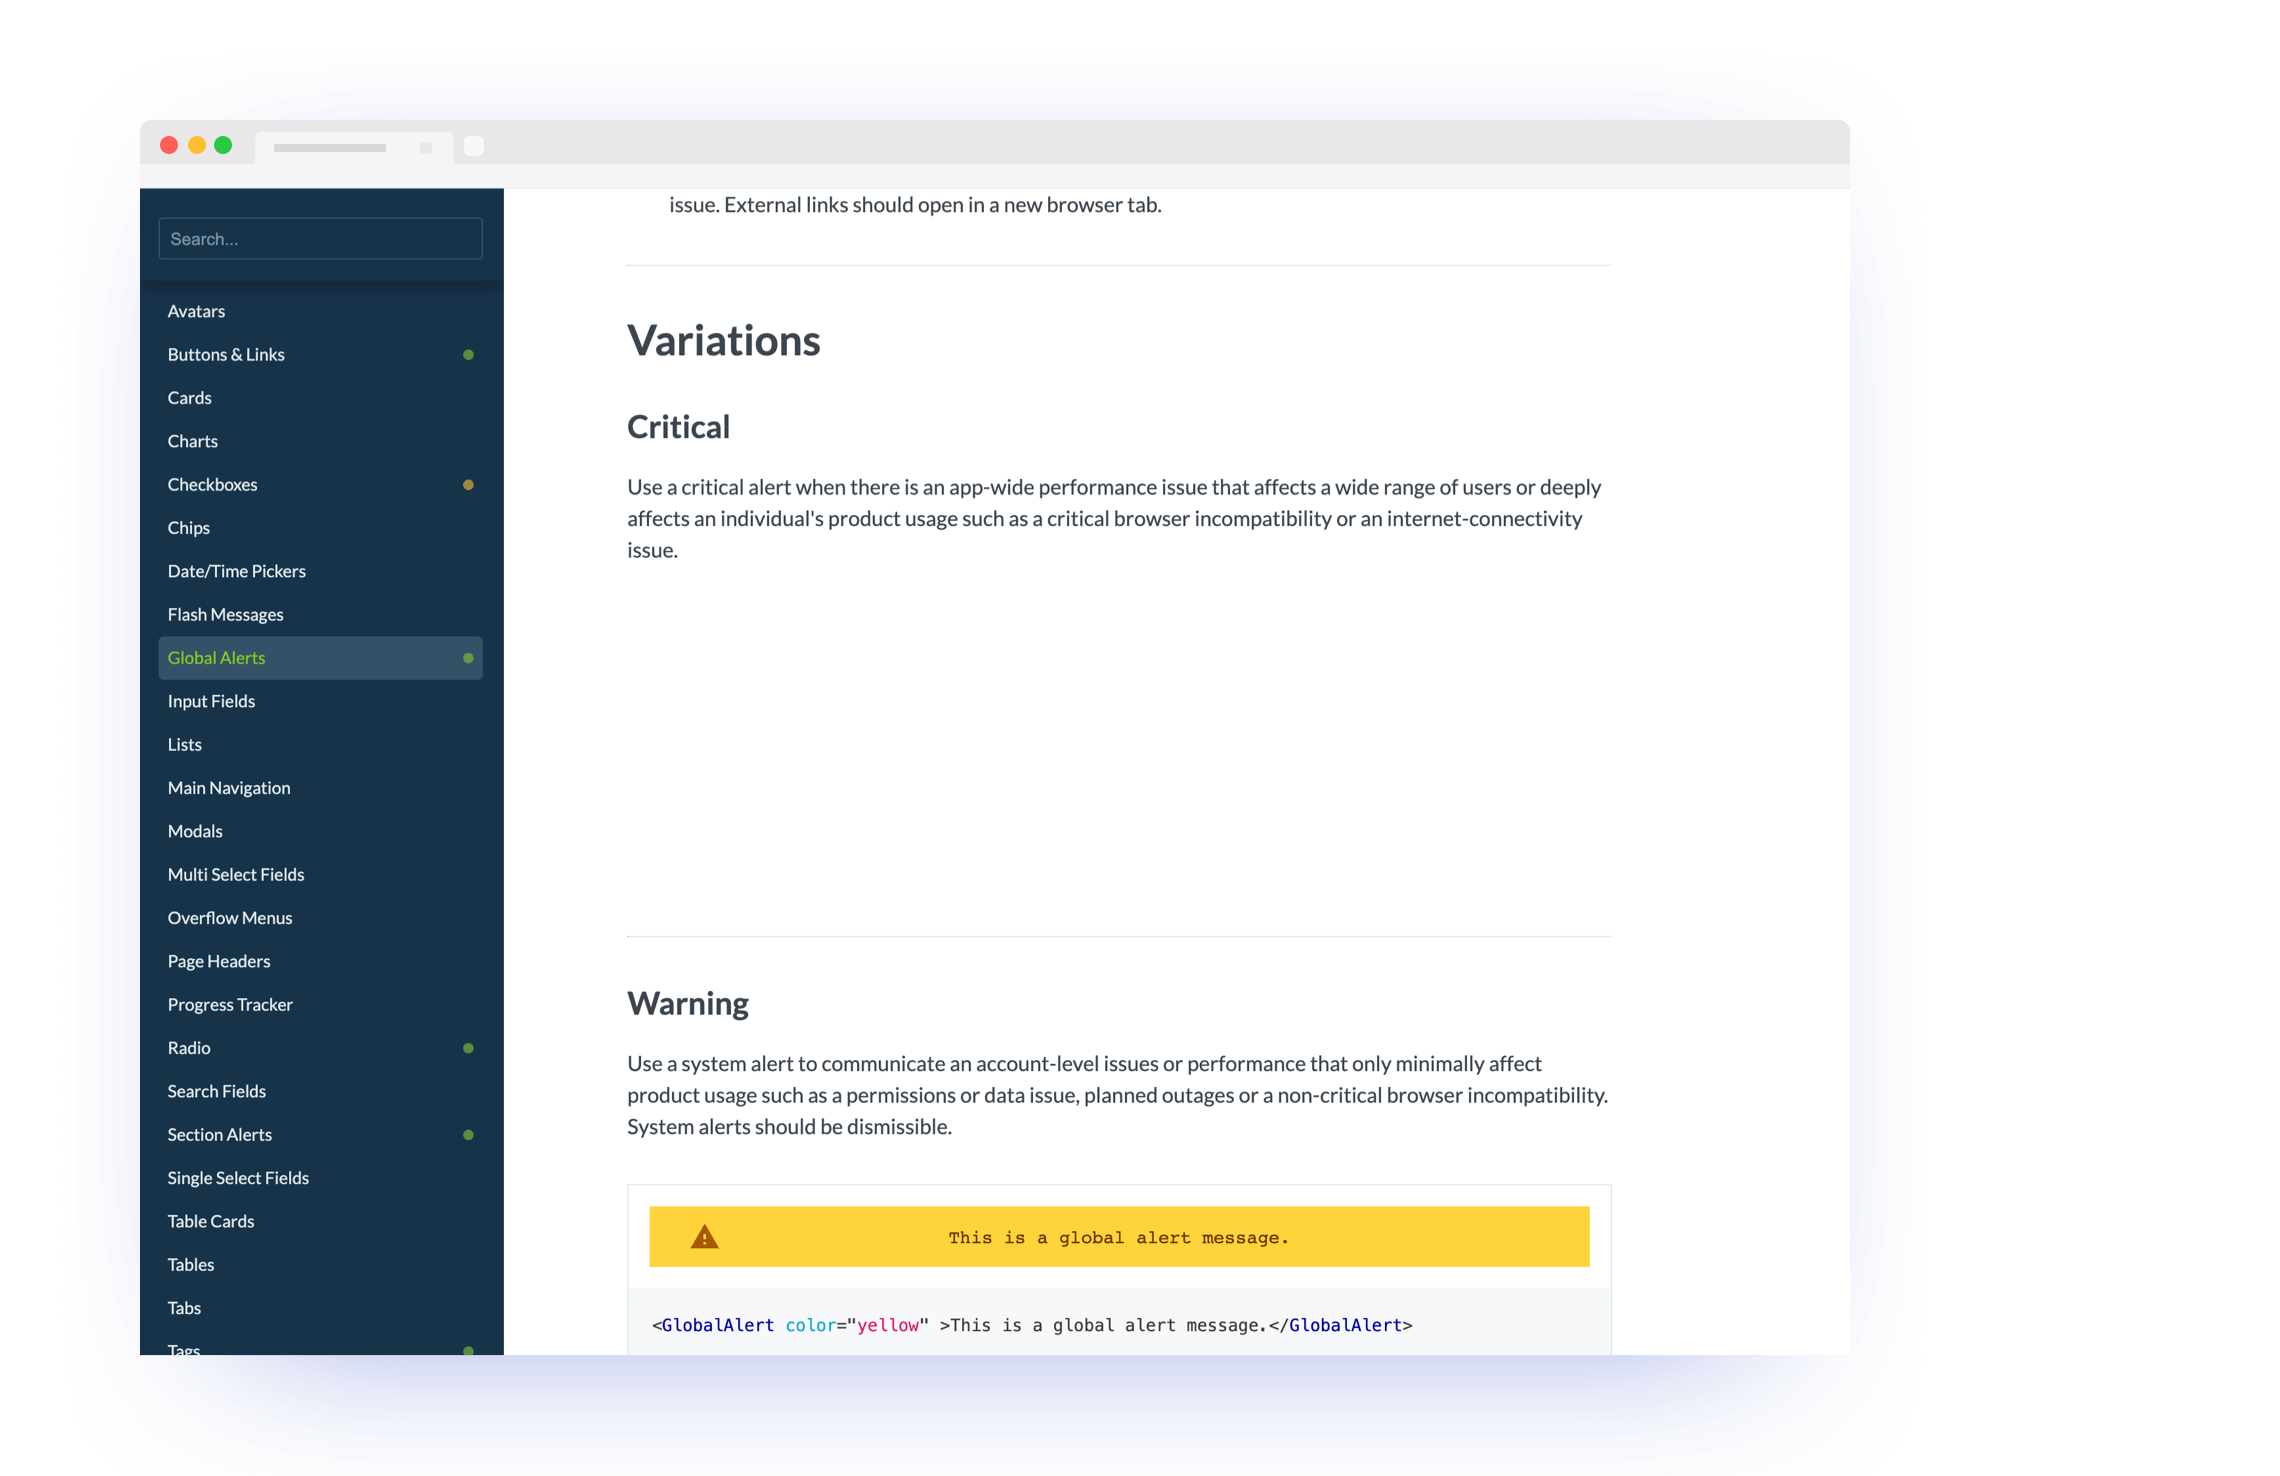 Search...
Avatars
Buttons & Links
Cards
Charts
Checkboxes
Chips
Date/Time Pickers
Flash Messages
Global Alerts
Input Fields
Lists
Main Navigation
Modals
Multi Select Fields
Overflow Menus
Page Headers
Progress Tracker
Radio
Search Fields
Section Alerts
Single Select Fields
Table Cards
Tables
Tabs
Tags
issue. External links should open in a new browser tab.
Variations
Critical
Use a critical alert when there is an app-wide performance issue that affects a wide range of users or deeply
affects an individual's product usage such as a critical browser incompatibility or an internet-connectivity
issue.
Warning
Use a system alert to communicate an account-level issues or performance that only minimally affect
product usage such as a permissions or data issue, planned outages or a non-critical browser incompatibility.
System alerts should be dismissible.
This is a global alert message.
<GlobalAlert color="yellow" >This is a global alert message.</GlobalAlert>